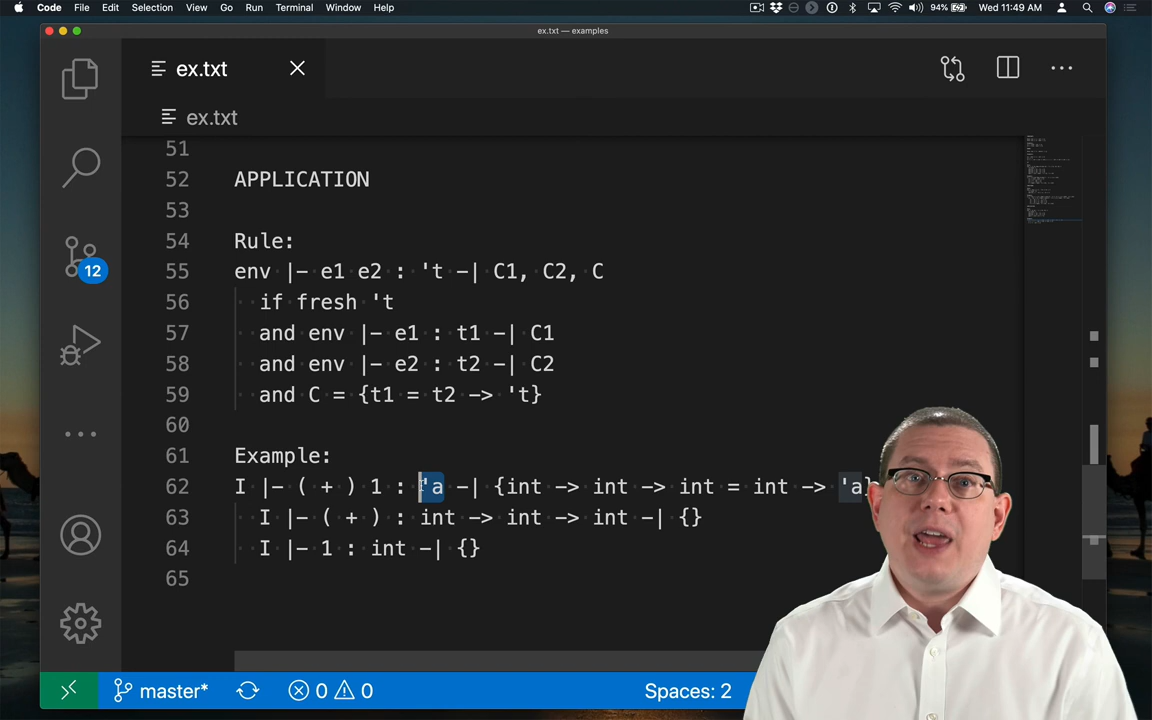 Code File Edit Selection View Go Run Terminal Window Help 94% Wed 11:49 AM
ex.txt — examples
ex.txt
ex.txt
51
52 APPLICATION
53
54 Rule:
55 env |- e1 e2 : 't -| C1, C2, C
56 if fresh 't
57 and env |- e1 : t1 -| C1
58 and env |- e2 : t2 -| C2
59 and C = {t1 = t2 -> 't}
60
61 Example:
62 I |- ( + ) 1 : 'a -| {int -> int -> int = int -> 'a}
63 I |- ( + ) : int -> int -> int -| {}
64 I |- 1 : int -| {}
65
12
master* 0 0 Spaces: 2